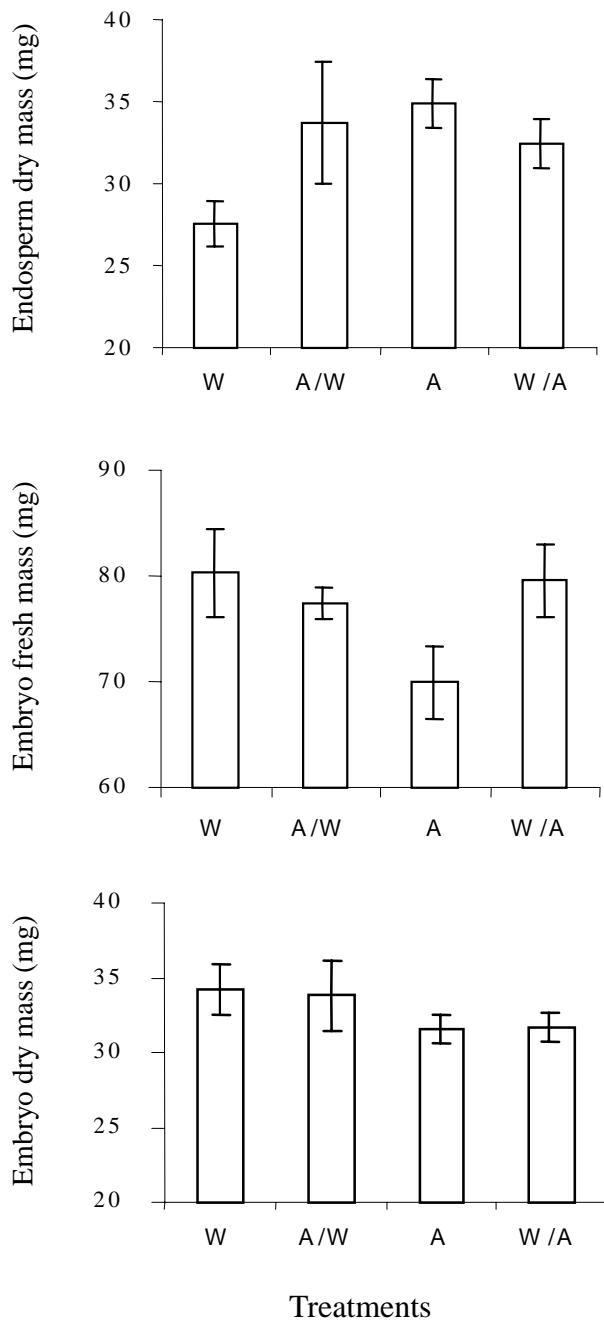 Endosperm dry mass (mg)
40
35
30
25
20
W A/W A W/A
Embryo fresh mass (mg)
90
80
70
60
W A/W A W/A
Embryo dry mass (mg)
40
35
30
25
20
W A/W A W/A
Treatments